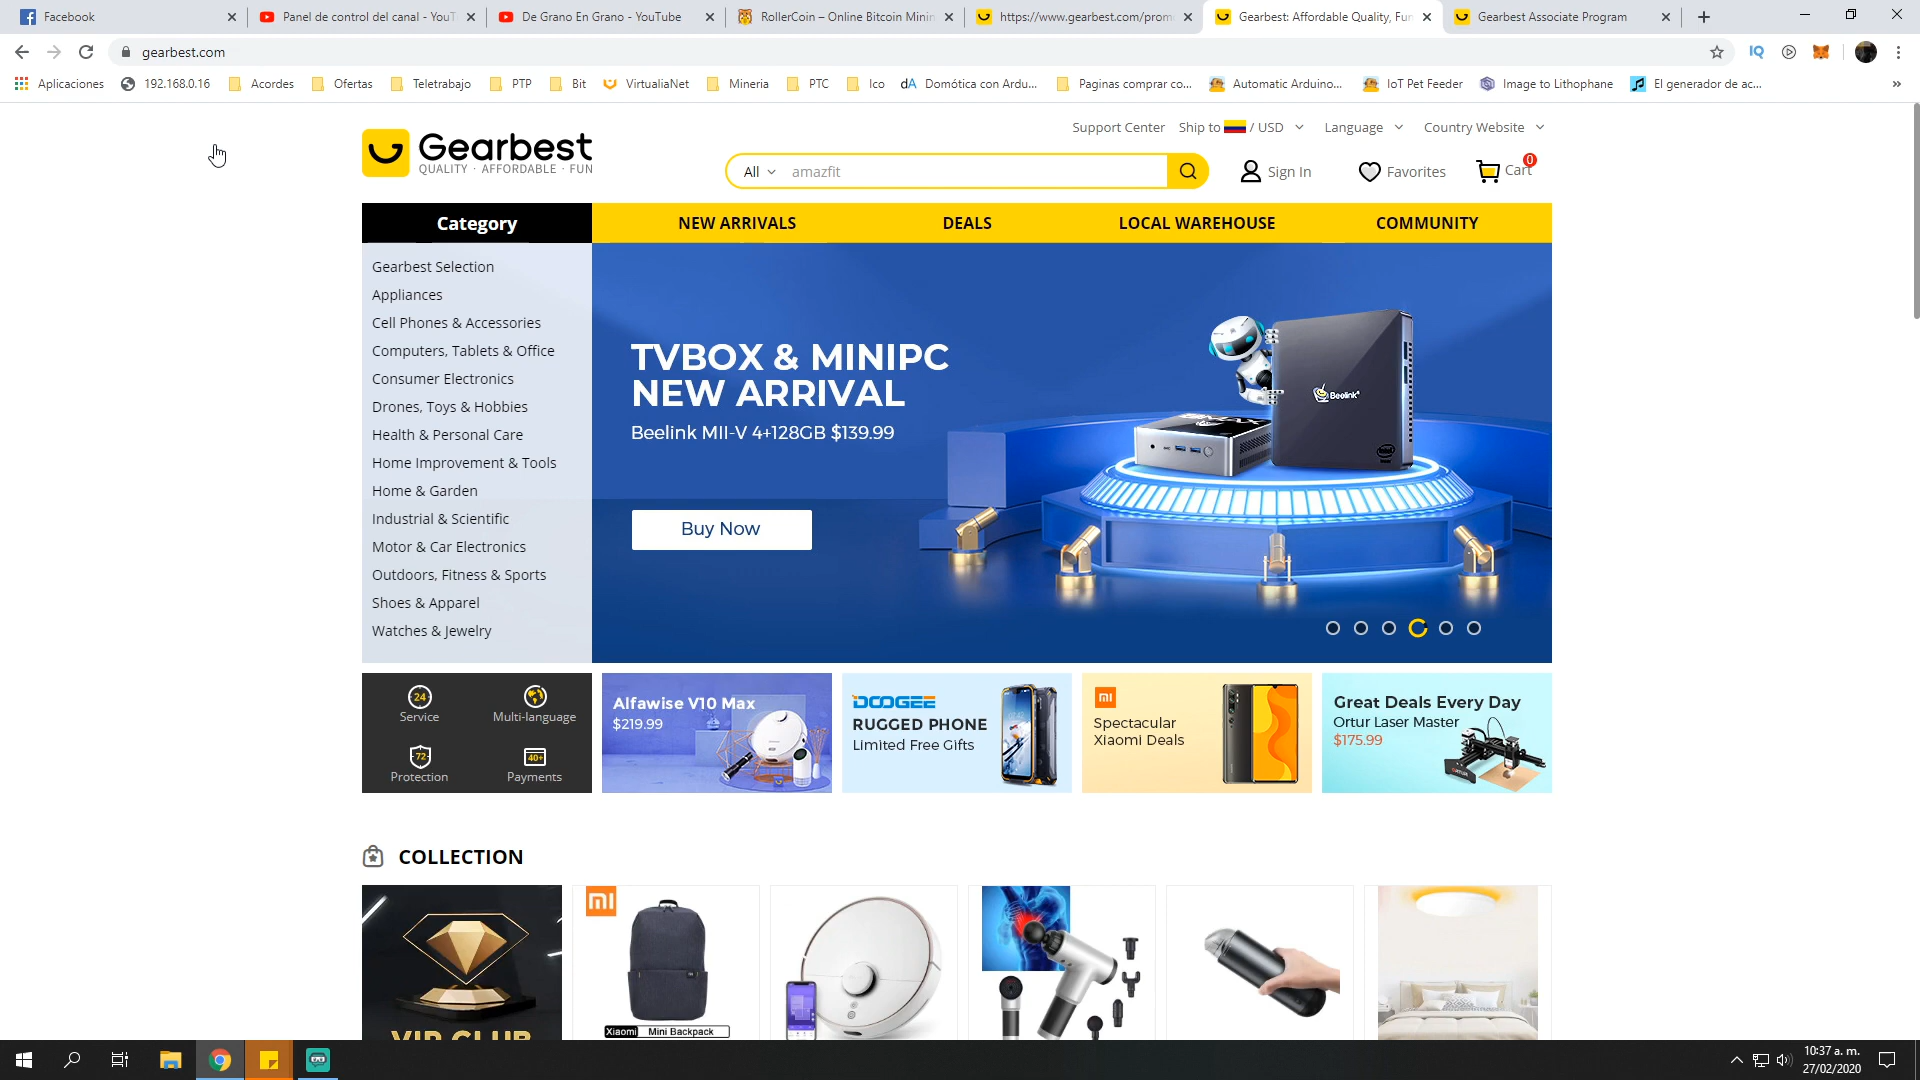 Facebook
Panel de control del canal - YouT
De Grano En Grano - YouTube
RollerCoin – Online Bitcoin Minin
https://www.gearbest.com/prom
Gearbest: Affordable Quality, Fun
Gearbest Associate Program
gearbest.com
IQ
Aplicaciones
192.168.0.16
Acordes
Ofertas
Teletrabajo
PTP
Bit
VirtualiaNet
Mineria
PTC
Ico
dA Domótica con Ardu...
Paginas comprar co...
Automatic Arduino...
IoT Pet Feeder
Image to Lithophane
El generador de ac...
»
Support Center
Ship to / USD
Language
Country Website
Gearbest
QUALITY · AFFORDABLE · FUN
All
amazfit
Sign In
Favorites
Cart
0
Category
NEW ARRIVALS
DEALS
LOCAL WAREHOUSE
COMMUNITY
Gearbest Selection
Appliances
Cell Phones & Accessories
Computers, Tablets & Office
Consumer Electronics
Drones, Toys & Hobbies
Health & Personal Care
Home Improvement & Tools
Home & Garden
Industrial & Scientific
Motor & Car Electronics
Outdoors, Fitness & Sports
Shoes & Apparel
Watches & Jewelry
TVBOX & MINIPC
NEW ARRIVAL
Beelink MII-V 4+128GB $139.99
Buy Now
Beelink
24
Service
Multi-language
72
Protection
40+
Payments
Alfawise V10 Max
$219.99
DOOGEE
RUGGED PHONE
Limited Free Gifts
mi
Spectacular
Xiaomi Deals
Great Deals Every Day
Ortur Laser Master
$175.99
COLLECTION
VIP CLUB
mi
Xiaomi Mini Backpack
10:37 a. m.
27/02/2020